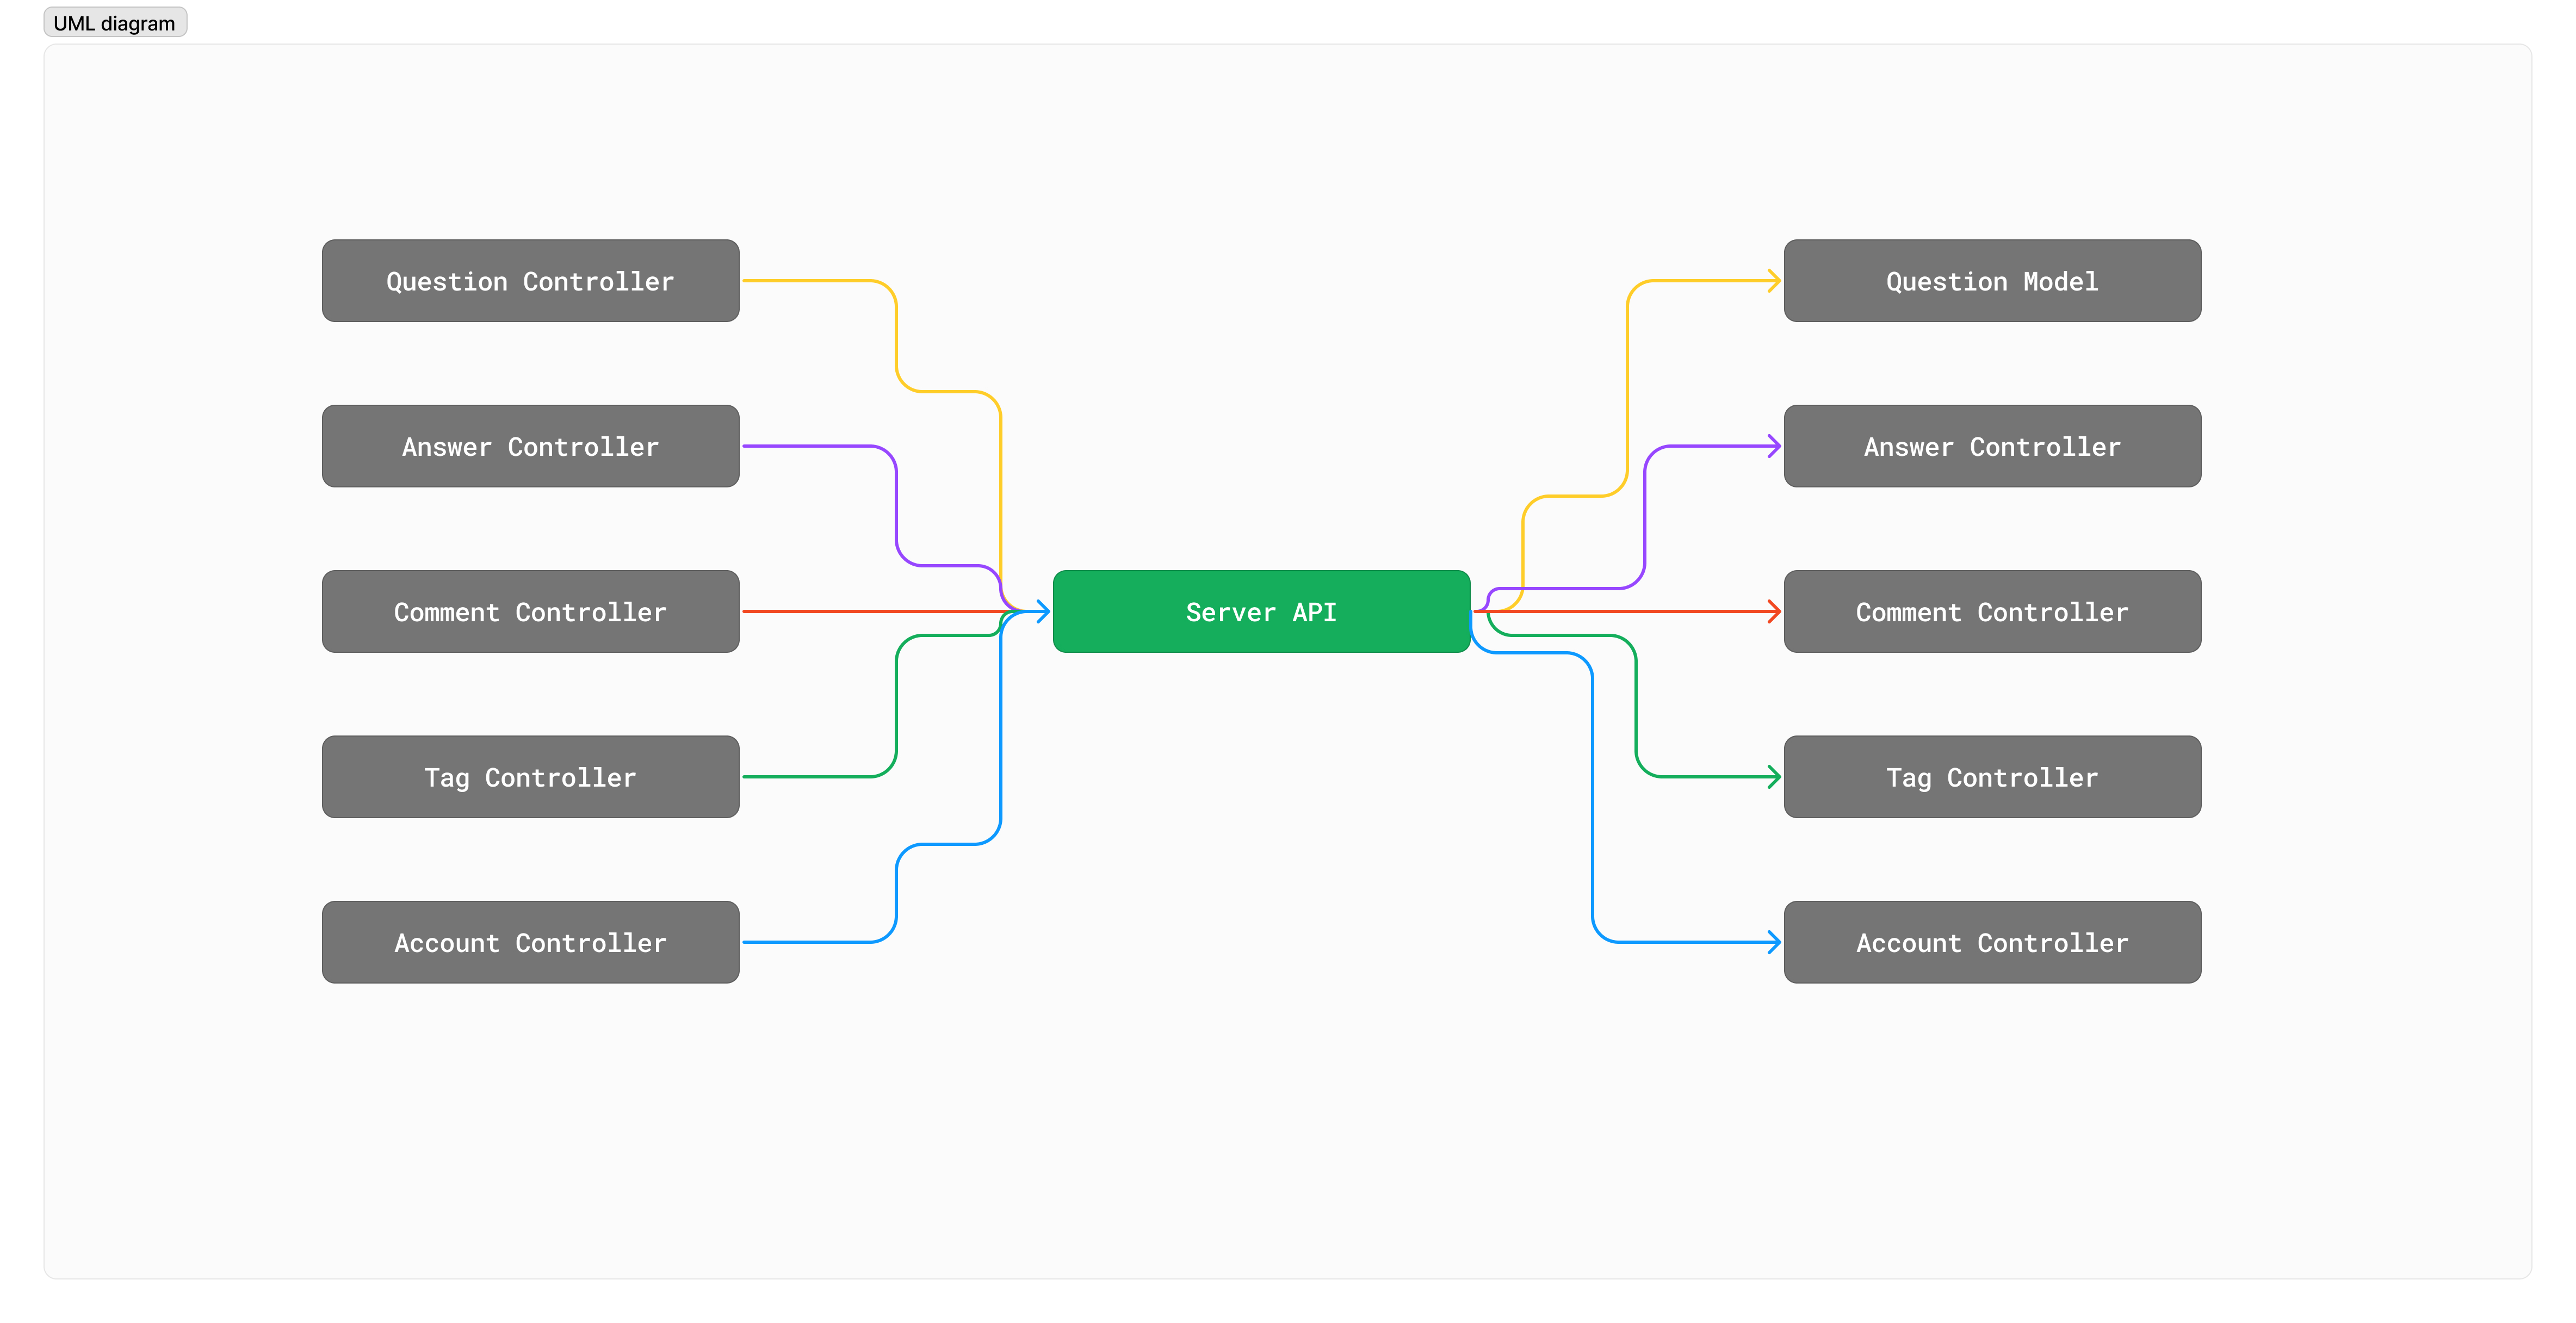 UML diagram
Question Controller
Question Model
Answer Controller
Answer Controller
Comment Controller
Server API
Comment Controller
Tag Controller
Tag Controller
Account Controller
Account Controller